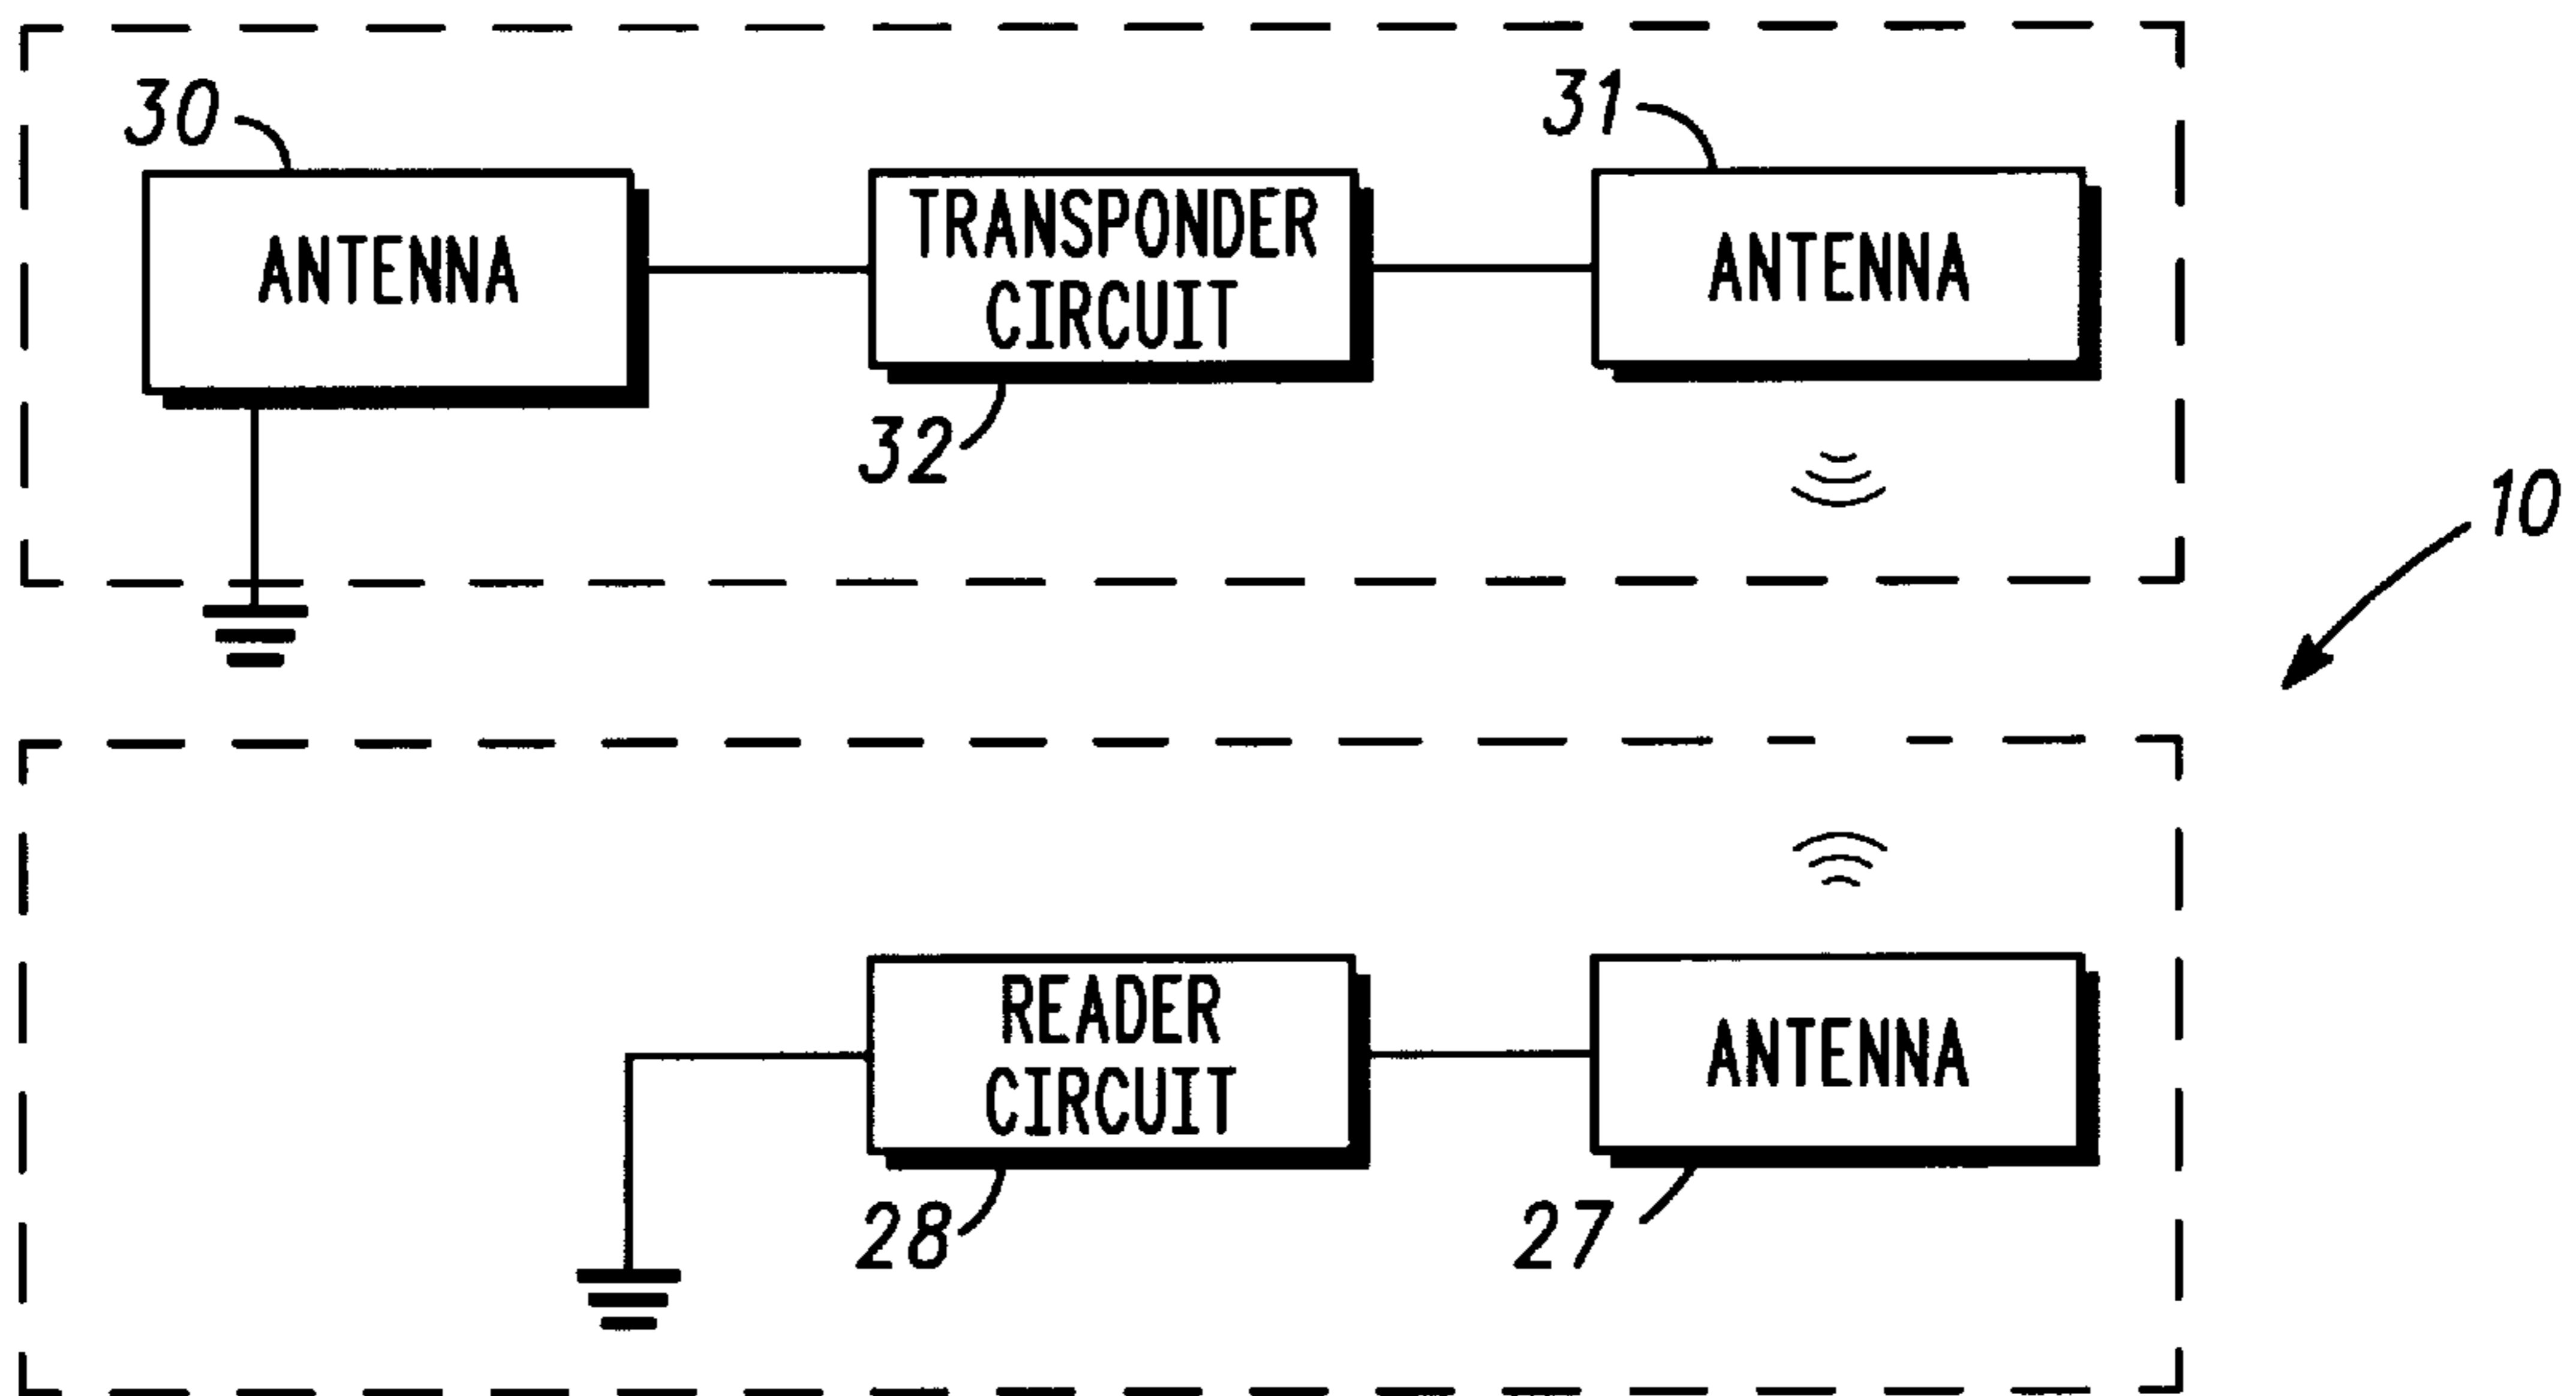 30
31
ANTENNA
TRANSPONDER
CIRCUIT
ANTENNA
32
10
READER
CIRCUIT
ANTENNA
28
27